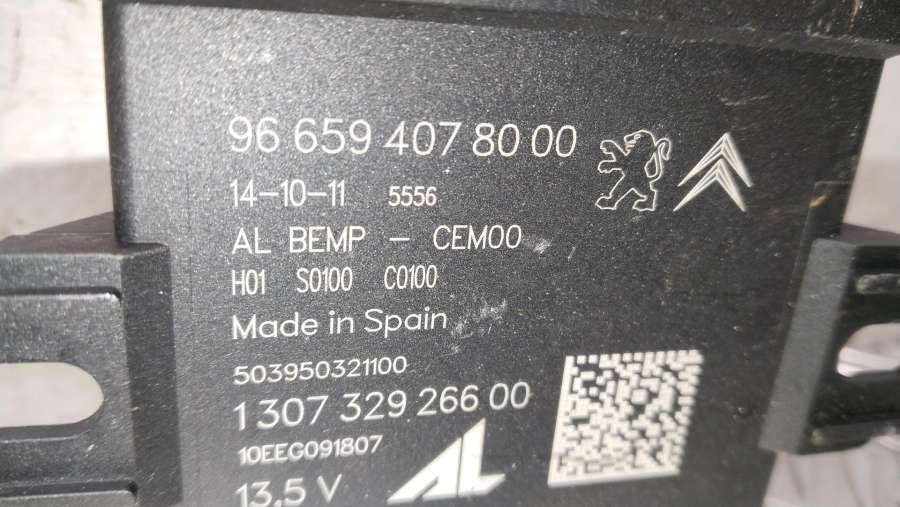 96 659 407 80 00
14-10-11 5556
AL BEMP - CEM00
H01 S0100 C0100
Made in Spain
503950321100
1 307 329 266 00
10EEG091807
13,5 V AL